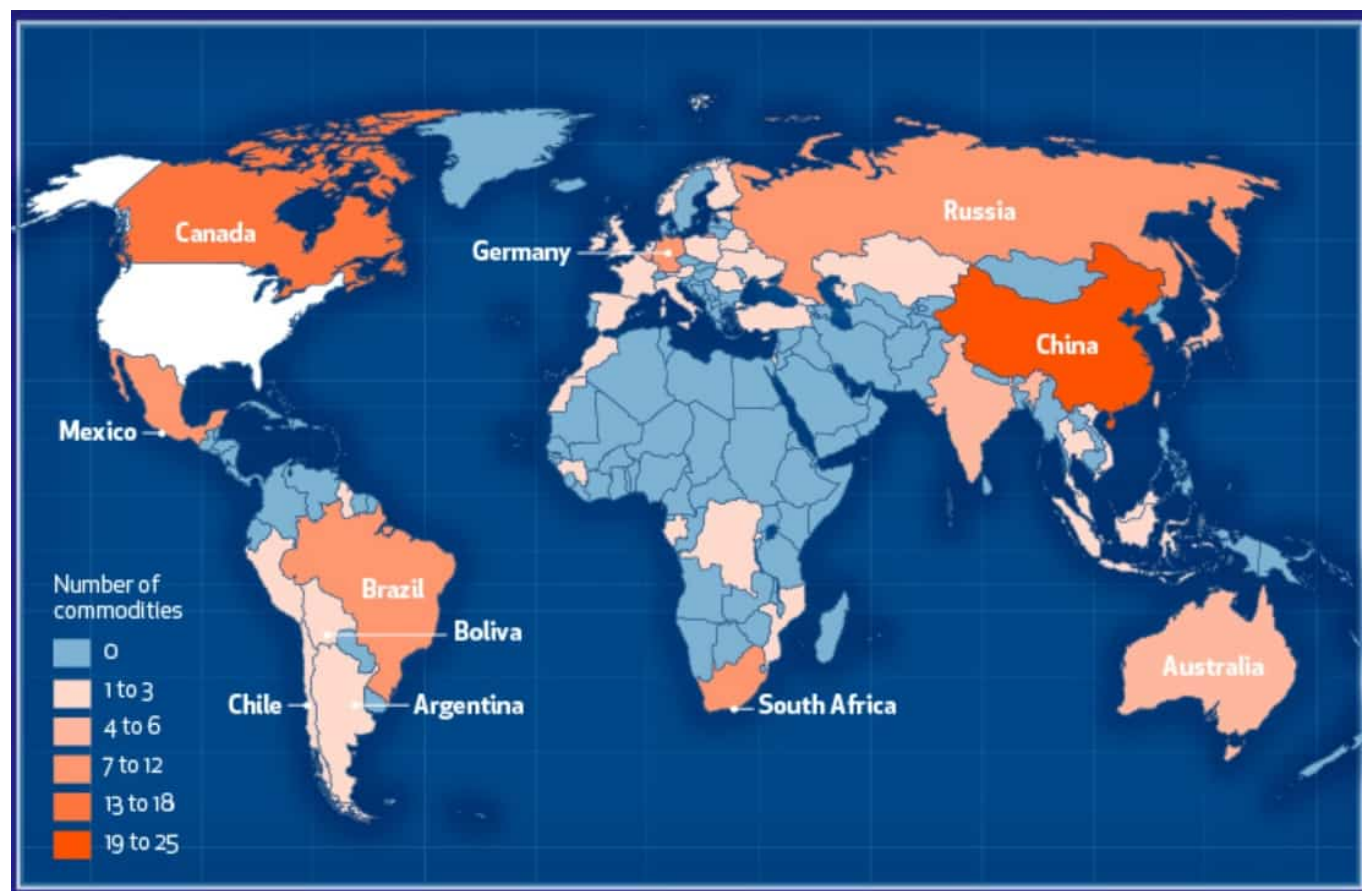 Canada
Russia
Germany
China
Mexico
Brazil
Boliva
Australia
Chile
Argentina
South Africa
Number of
commodities
0
1 to 3
4 to 6
7 to 12
13 to 18
19 to 25